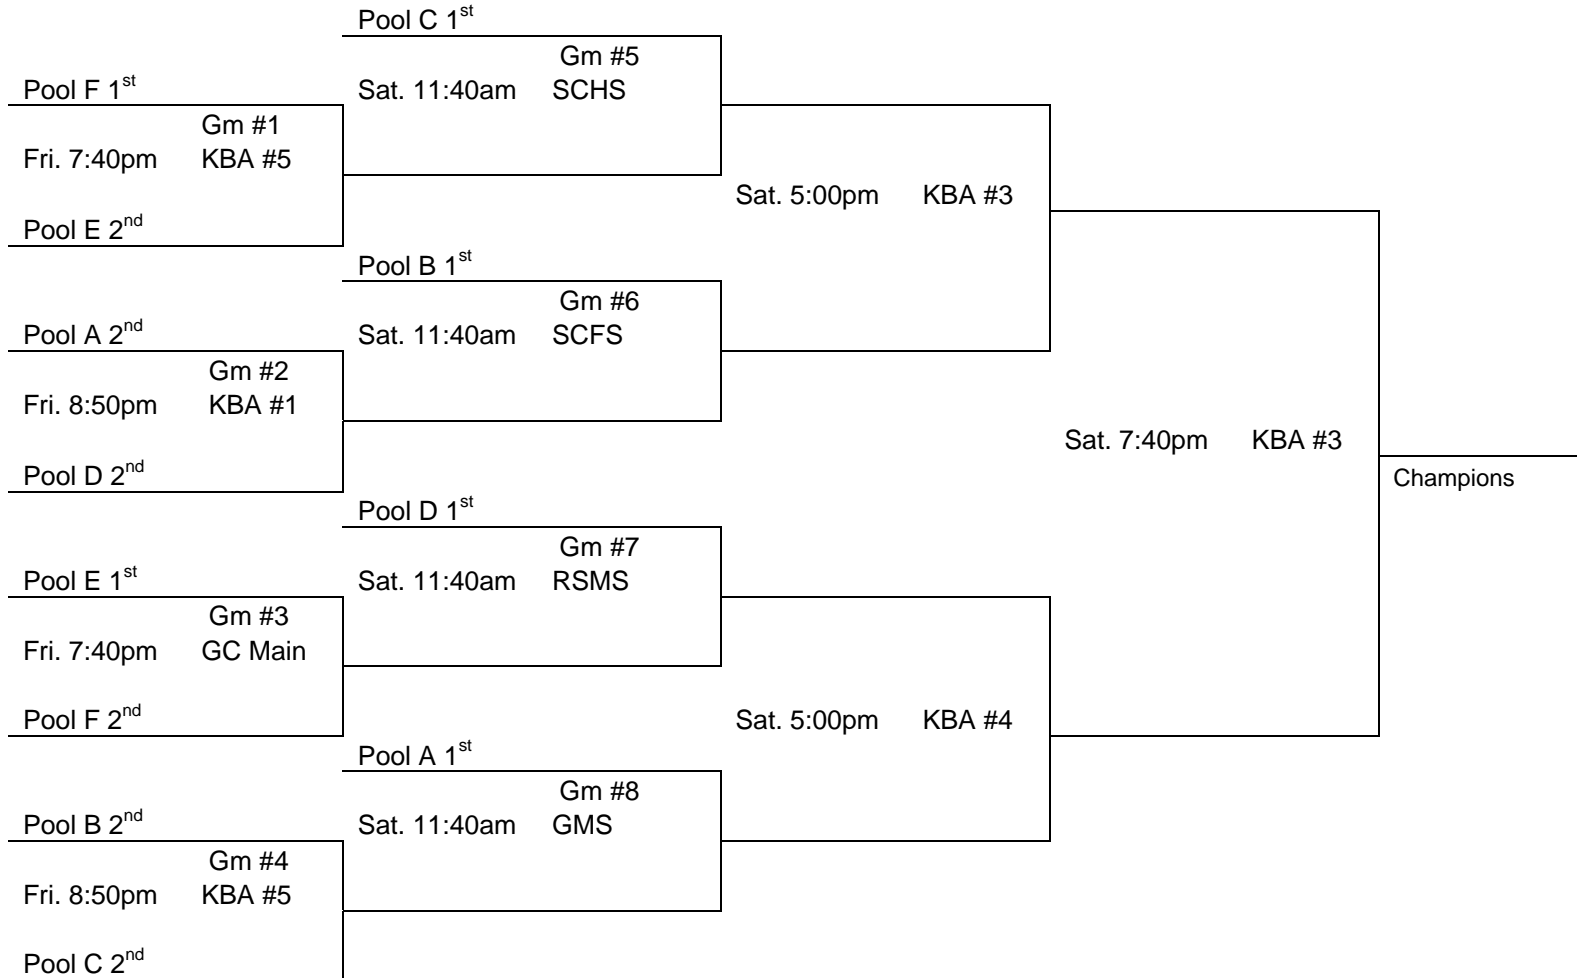 Pool C 1st
Gm #5
Pool F 1st
Sat. 11:40am SCHS
Gm #1
Fri. 7:40pm KBA #5
Sat. 5:00pm KBA #3
Pool E 2nd
Pool B 1st
Gm #6
Pool A 2nd
Sat. 11:40am SCFS
Gm #2
Fri. 8:50pm KBA #1
Sat. 7:40pm KBA #3
Pool D 2nd
Champions
Pool D 1st
Gm #7
Pool E 1st
Sat. 11:40am RSMS
Gm #3
Fri. 7:40pm GC Main
Pool F 2nd
Sat. 5:00pm KBA #4
Pool A 1st
Gm #8
Pool B 2nd
Sat. 11:40am GMS
Gm #4
Fri. 8:50pm KBA #5
Pool C 2nd